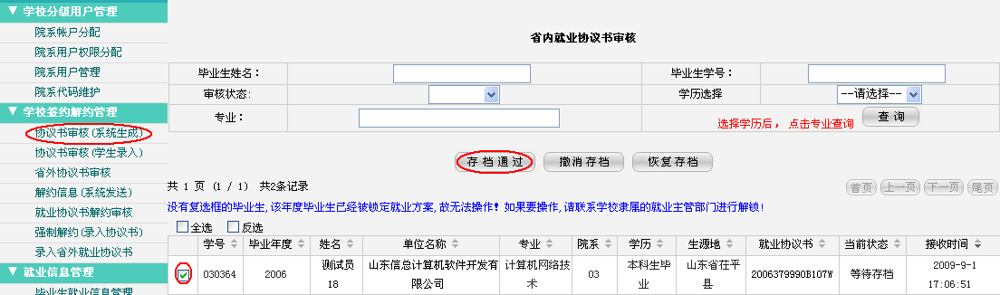 ▼ 学校分级用户管理
院系帐户分配
院系用户权限分配
院系用户管理
院系代码维护
▼ 学校签约解约管理
协议书审核(系统生成)
协议书审核(学生录入)
省外协议书审核
解约信息(系统发送)
就业协议书解约审核
强制解约(录入协议书)
录入省外就业协议书
▼ 就业信息管理
毕业生就业信息管理
省内就业协议书审核
毕业生姓名： 毕业生学号：
审核状态: 学历选择 --请选择--
专业： 选择学历后，点击专业查询 查 询
存 档 通 过 撤 消 存 档 恢 复 存 档
共 1 页 (1 / 1) 共2条记录 首页 上一页 下一页 尾页
没有复选框的毕业生,该年度毕业生已经被锁定就业方案,故无法操作！如果要操作,请联系学校隶属的就业主管部门进行解锁!
全选 反选
学号 毕业年度 姓名 单位名称 专业 院系 学历 生源地 就业协议书 当前状态 接收时间
030364 2006 测试员18 山东信息计算机软件开发有限公司 计算机网络技术 03 本科生毕业 山东省茌平县 2006379990B107W 等待存档 2009-9-1 17:06:51